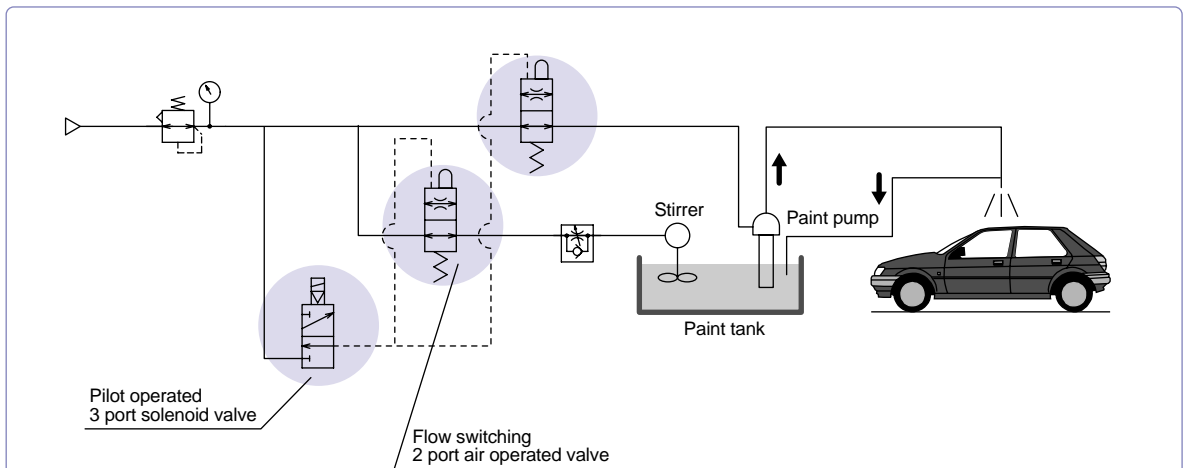 Stirrer
Paint pump
Paint tank
Pilot operated
3 port solenoid valve
Flow switching
2 port air operated valve